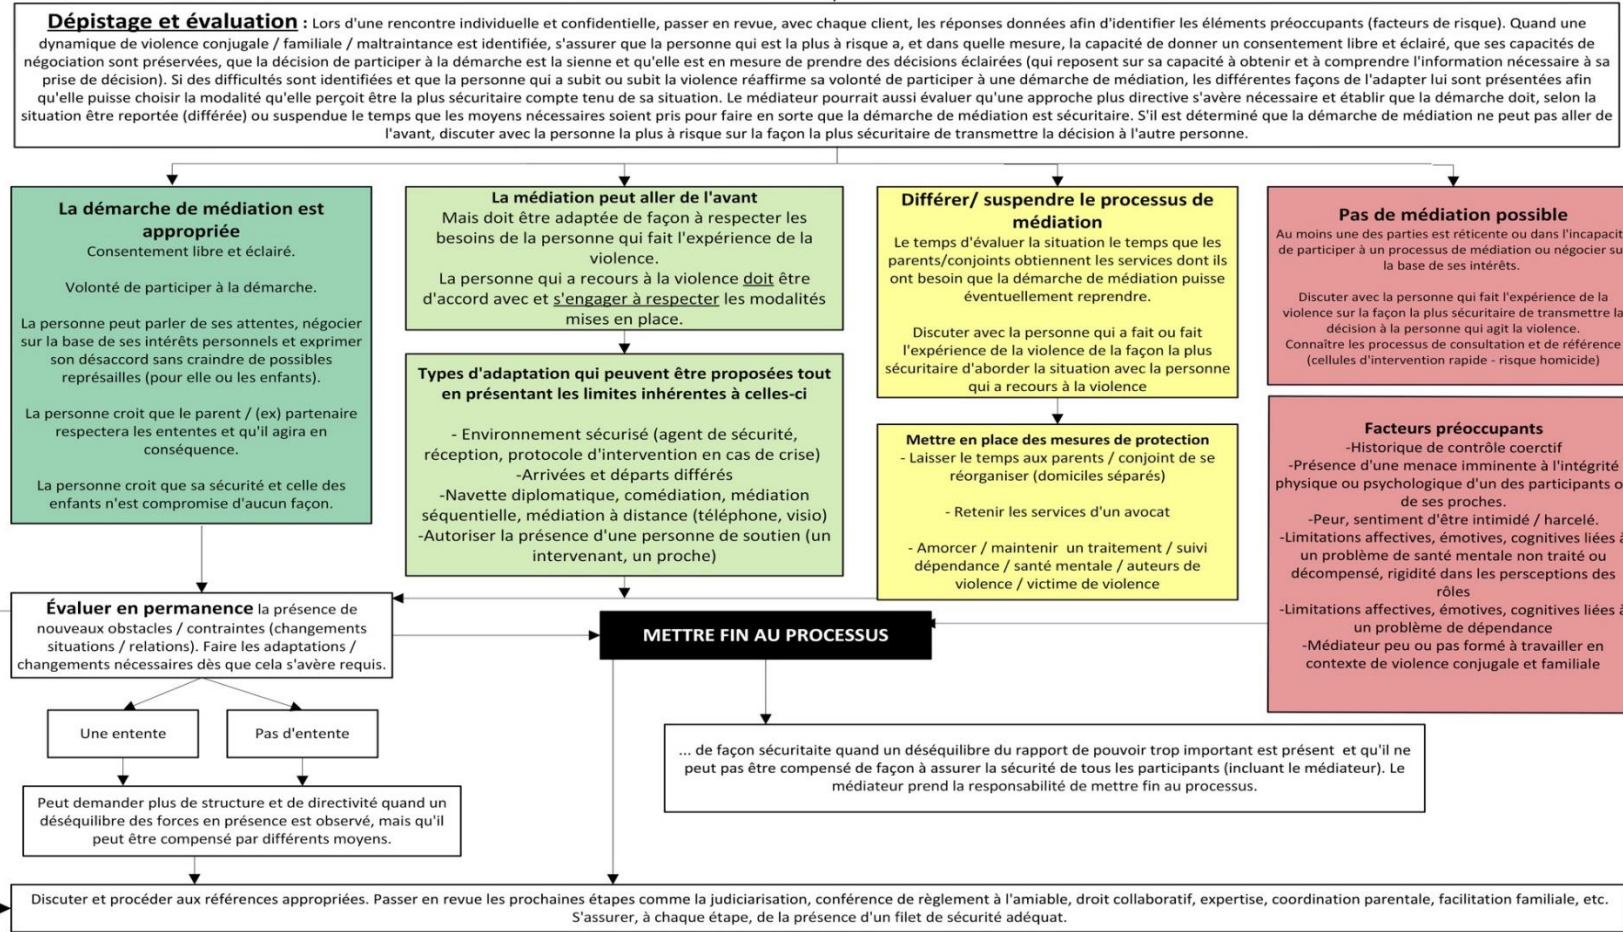 Dépistage et évaluation : Lors d'une rencontre individuelle et confidentielle, passer en revue, avec chaque client, les réponses données afin d'identifier les éléments préoccupants (facteurs de risque). Quand une
dynamique de violence conjugale / familiale / maltraintance est identifiée, s'assurer que la personne qui est la plus à risque a, et dans quelle mesure, la capacité de donner un consentement libre et éclairé, que ses capacités de
négociation sont préservées, que la décision de participer à la démarche est la sienne et qu'elle est en mesure de prendre des décisions éclairées (qui reposent sur sa capacité à obtenir et à comprendre l'information nécessaire à sa
prise de décision). Si des difficultés sont identifiées et que la personne qui a subit ou subit la violence réaffirme sa volonté de participer à une démarche de médiation, les différentes façons de l'adapter lui sont présentées afin
qu'elle puisse choisir la modalité qu'elle perçoit être la plus sécuritaire compte tenu de sa situation. Le médiateur pourrait aussi évaluer qu'une approche plus directive s'avère nécessaire et établir que la démarche doit, selon la
situation être reportée (différée) ou suspendue le temps que les moyens nécessaires soient pris pour faire en sorte que la démarche de médiation est sécuritaire. S'il est déterminé que la démarche de médiation ne peut pas aller de
l'avant, discuter avec la personne la plus à risque sur la façon la plus sécuritaire de transmettre la décision à l'autre personne.
La démarche de médiation est
appropriée
Consentement libre et éclairé.
Volonté de participer à la démarche.
La personne peut parler de ses attentes, négocier
sur la base de ses intérêts personnels et exprimer
son désaccord sans craindre de possibles
représailles (pour elle ou les enfants).
La personne croit que le parent / (ex) partenaire
respectera les ententes et qu'il agira en
conséquence.
La personne croit que sa sécurité et celle des
enfants n'est compromise d'aucun façon.
La médiation peut aller de l'avant
Mais doit être adaptée de façon à respecter les
besoins de la personne qui fait l'expérience de la
violence.
La personne qui a recours à la violence doit être
d'accord avec et s'engager à respecter les modalités
mises en place.
Types d'adaptation qui peuvent être proposées tout
en présentant les limites inhérentes à celles-ci
- Environnement sécurisé (agent de sécurité,
réception, protocole d'intervention en cas de crise)
-Arrivées et départs différés
-Navette diplomatique, comédiation, médiation
séquentielle, médiation à distance (téléphone, visio)
-Autoriser la présence d'une personne de soutien (un
intervenant, un proche)
Différer/ suspendre le processus de
médiation
Le temps d'évaluer la situation le temps que les
parents/conjoints obtiennent les services dont ils
ont besoin que la démarche de médiation puisse
éventuellement reprendre.
Discuter avec la personne qui a fait ou fait
l'expérience de la violence de la façon la plus
sécuritaire d'aborder la situation avec la personne
qui a recours à la violence
Mettre en place des mesures de protection
- Laisser le temps aux parents / conjoint de se
réorganiser (domiciles séparés)
- Retenir les services d'un avocat
- Amorcer / maintenir un traitement / suivi
dépendance / santé mentale / auteurs de
violence / victime de violence
Pas de médiation possible
Au moins une des parties est réticente ou dans l'incapacit
de participer à un processus de médiation ou négocier su
la base de ses intérêts.
Discuter avec la personne qui fait l'expérience de la
violence sur la façon la plus sécuritaire de transmettre la
décision à la personne qui agit la violence.
Connaître les processus de consultation et de référence
(cellules d'intervention rapide - risque homicide)
Facteurs préoccupants
-Historique de contrôle coerctif
-Présence d'une menace imminente à l'intégrité
physique ou psychologique d'un des participants o
de ses proches.
-Peur, sentiment d'être intimidé / harcelé.
-Limitations affectives, émotives, cognitives liées à
un problème de santé mentale non traité ou
décompensé, rigidité dans les persceptions des
rôles
-Limitations affectives, émotives, cognitives liées à
un problème de dépendance
-Médiateur peu ou pas formé à travailler en
contexte de violence conjugale et familiale
Évaluer en permanence la présence de
nouveaux obstacles / contraintes (changements
situations / relations). Faire les adaptations /
changements nécessaires dès que cela s'avère requis.
METTRE FIN AU PROCESSUS
Une entente
Pas d'entente
... de façon sécuritaite quand un déséquilibre du rapport de pouvoir trop important est présent et qu'il ne
peut pas être compensé de façon à assurer la sécurité de tous les participants (incluant le médiateur). Le
médiateur prend la responsabilité de mettre fin au processus.
Peut demander plus de structure et de directivité quand un
déséquilibre des forces en présence est observé, mais qu'il
peut être compensé par différents moyens.
Discuter et procéder aux références appropriées. Passer en revue les prochaines étapes comme la judiciarisation, conférence de règlement à l'amiable, droit collaboratif, expertise, coordination parentale, facilitation familiale, etc.
S'assurer, à chaque étape, de la présence d'un filet de sécurité adéquat.